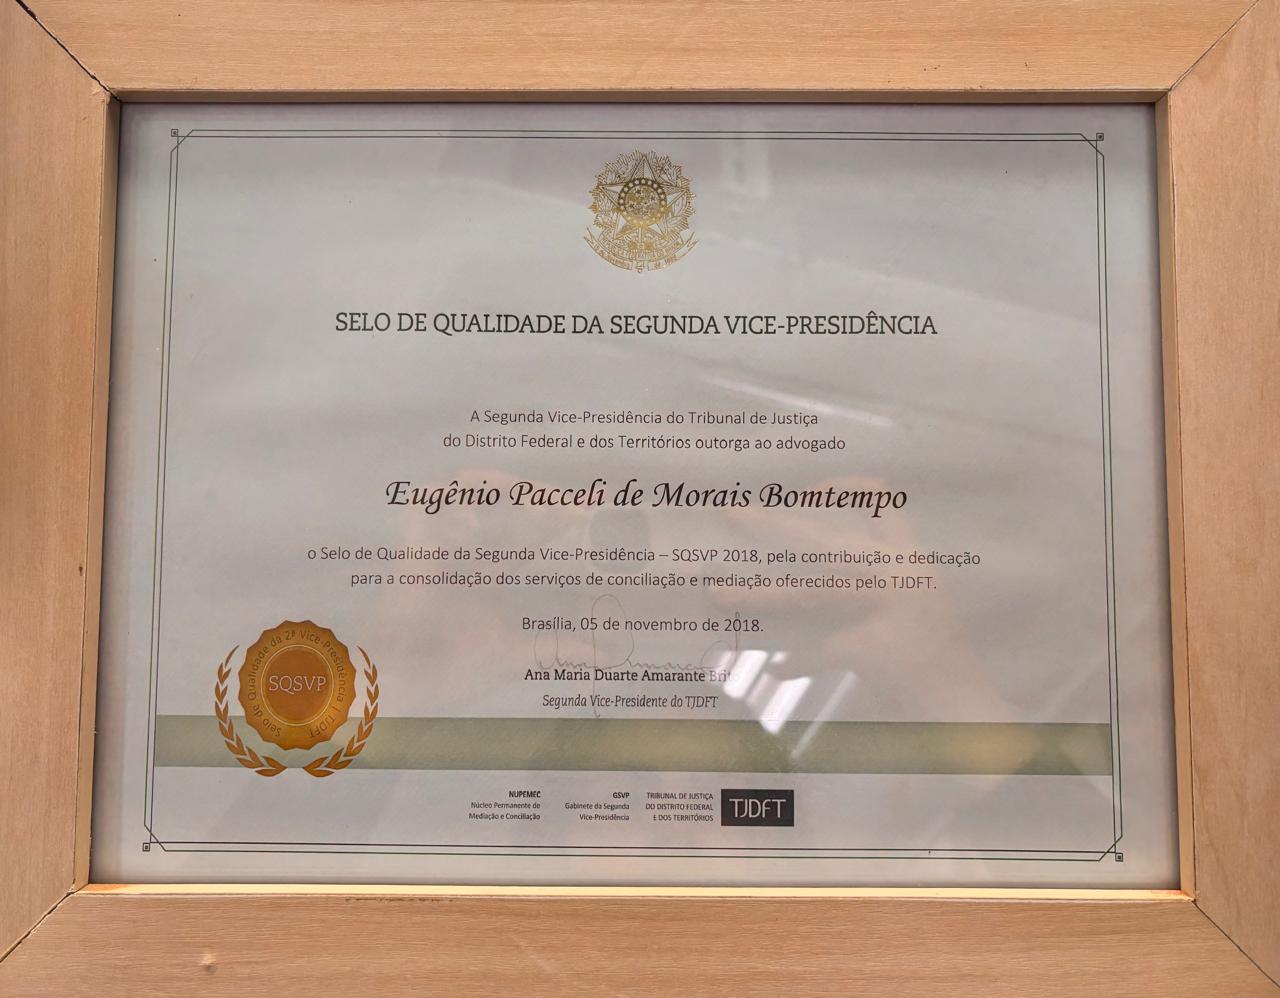 SELO DE QUALIDADE DA SEGUNDA VICE-PRESIDÊNCIA
A Segunda Vice-Presidência do Tribunal de Justiça
do Distrito Federal e dos Territórios outorga ao advogado
Eugênio Pacceli de Morais Bomtempo
o Selo de Qualidade da Segunda Vice-Presidência – SQSVP 2018, pela contribuição e dedicação
para a consolidação dos serviços de conciliação e mediação oferecidos pelo TJDFT.
Brasília, 05 de novembro de 2018.
Ana Maria Duarte Amarante Brito
Segunda Vice-Presidente do TJDFT
Selo de Qualidade da 2ª Vice-Presidência | TJDFT
SQSVP
NUPEMEC
Núcleo Permanente de
Mediação e Conciliação
GSVP
Gabinete da Segunda
Vice-Presidência
TRIBUNAL DE JUSTIÇA
DO DISTRITO FEDERAL
E DOS TERRITÓRIOS
TJDFT